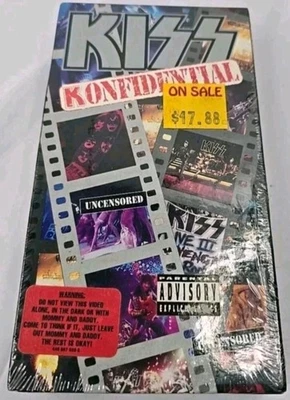 KISS
KONFIDENTIAL
ON SALE
$47.88
UNCENSORED
KISS
PARENTAL
ADVISORY
EXPLICIT
WARNING:
DO NOT VIEW THIS VIDEO
ALONE, IN THE DARK OR WITH
MOMMY AND DADDY.
COME TO THINK OF IT, JUST LEAVE
OUT MOMMY AND DADDY.
THE REST IS OKAY!
UNCENSORED